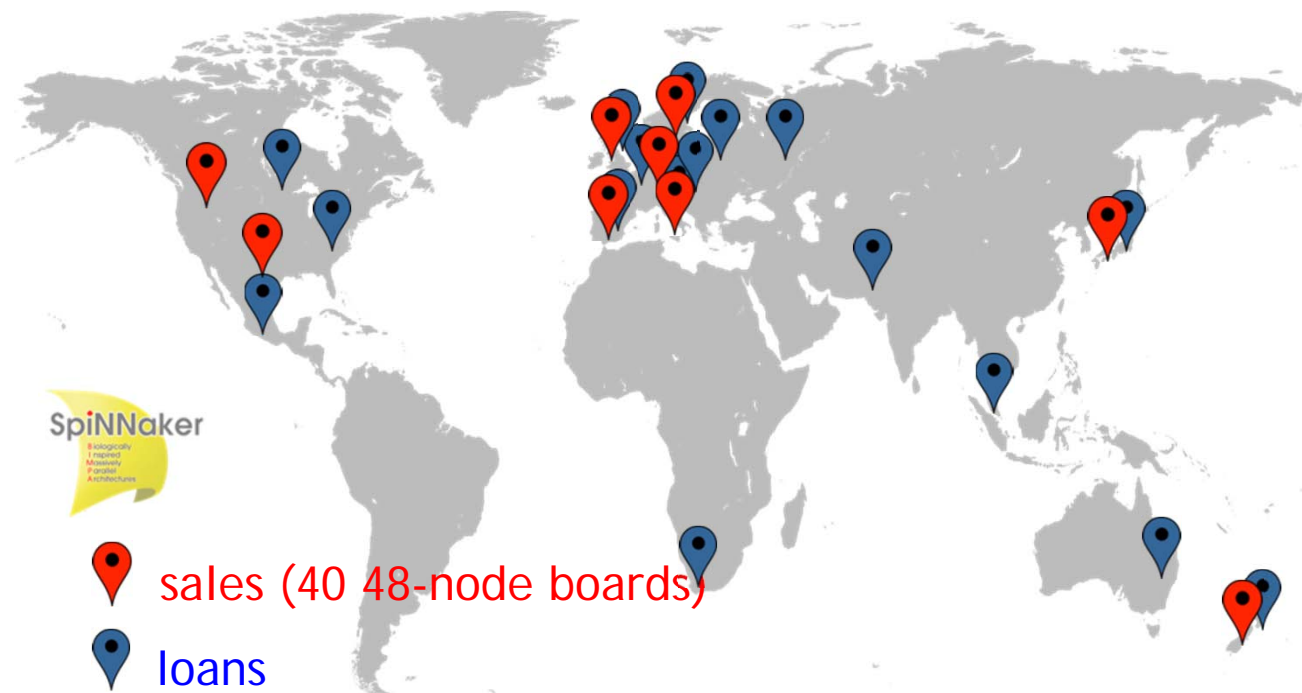 SpiNNaker
Biologically
Inspired
Massively
Parallel
Architectures
sales (40 48-node boards)
loans